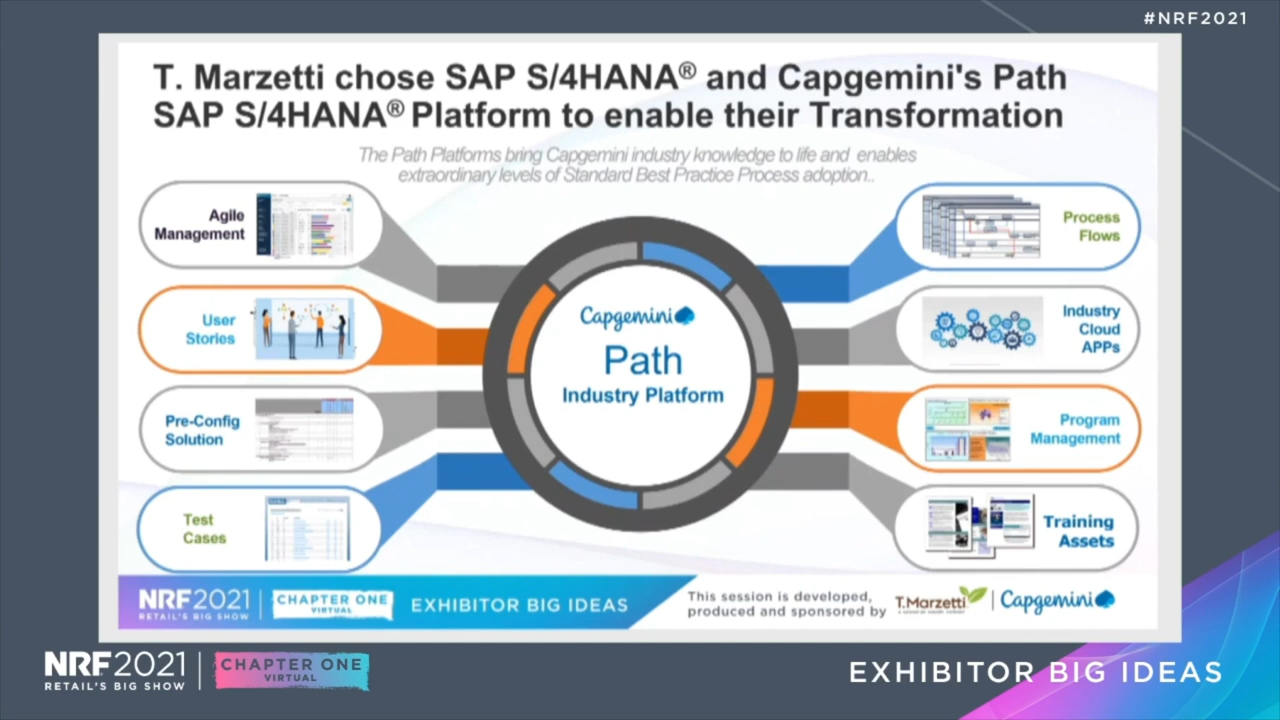 #NRF2021
T. Marzetti chose SAP S/4HANA® and Capgemini's Path
SAP S/4HANA® Platform to enable their Transformation
The Path Platforms bring Capgemini industry knowledge to life and enables
extraordinary levels of Standard Best Practice Process adoption..
Agile
Management
User
Stories
Pre-Config
Solution
Test
Cases
Capgemini
Path
Industry Platform
Process
Flows
Industry
Cloud
APPs
Program
Management
Training
Assets
NRF2021
RETAIL'S BIG SHOW
CHAPTER ONE
VIRTUAL
EXHIBITOR BIG IDEAS
This session is developed,
produced and sponsored by
T.Marzetti
Capgemini
NRF2021
RETAIL'S BIG SHOW
CHAPTER ONE
VIRTUAL
EXHIBITOR BIG IDEAS